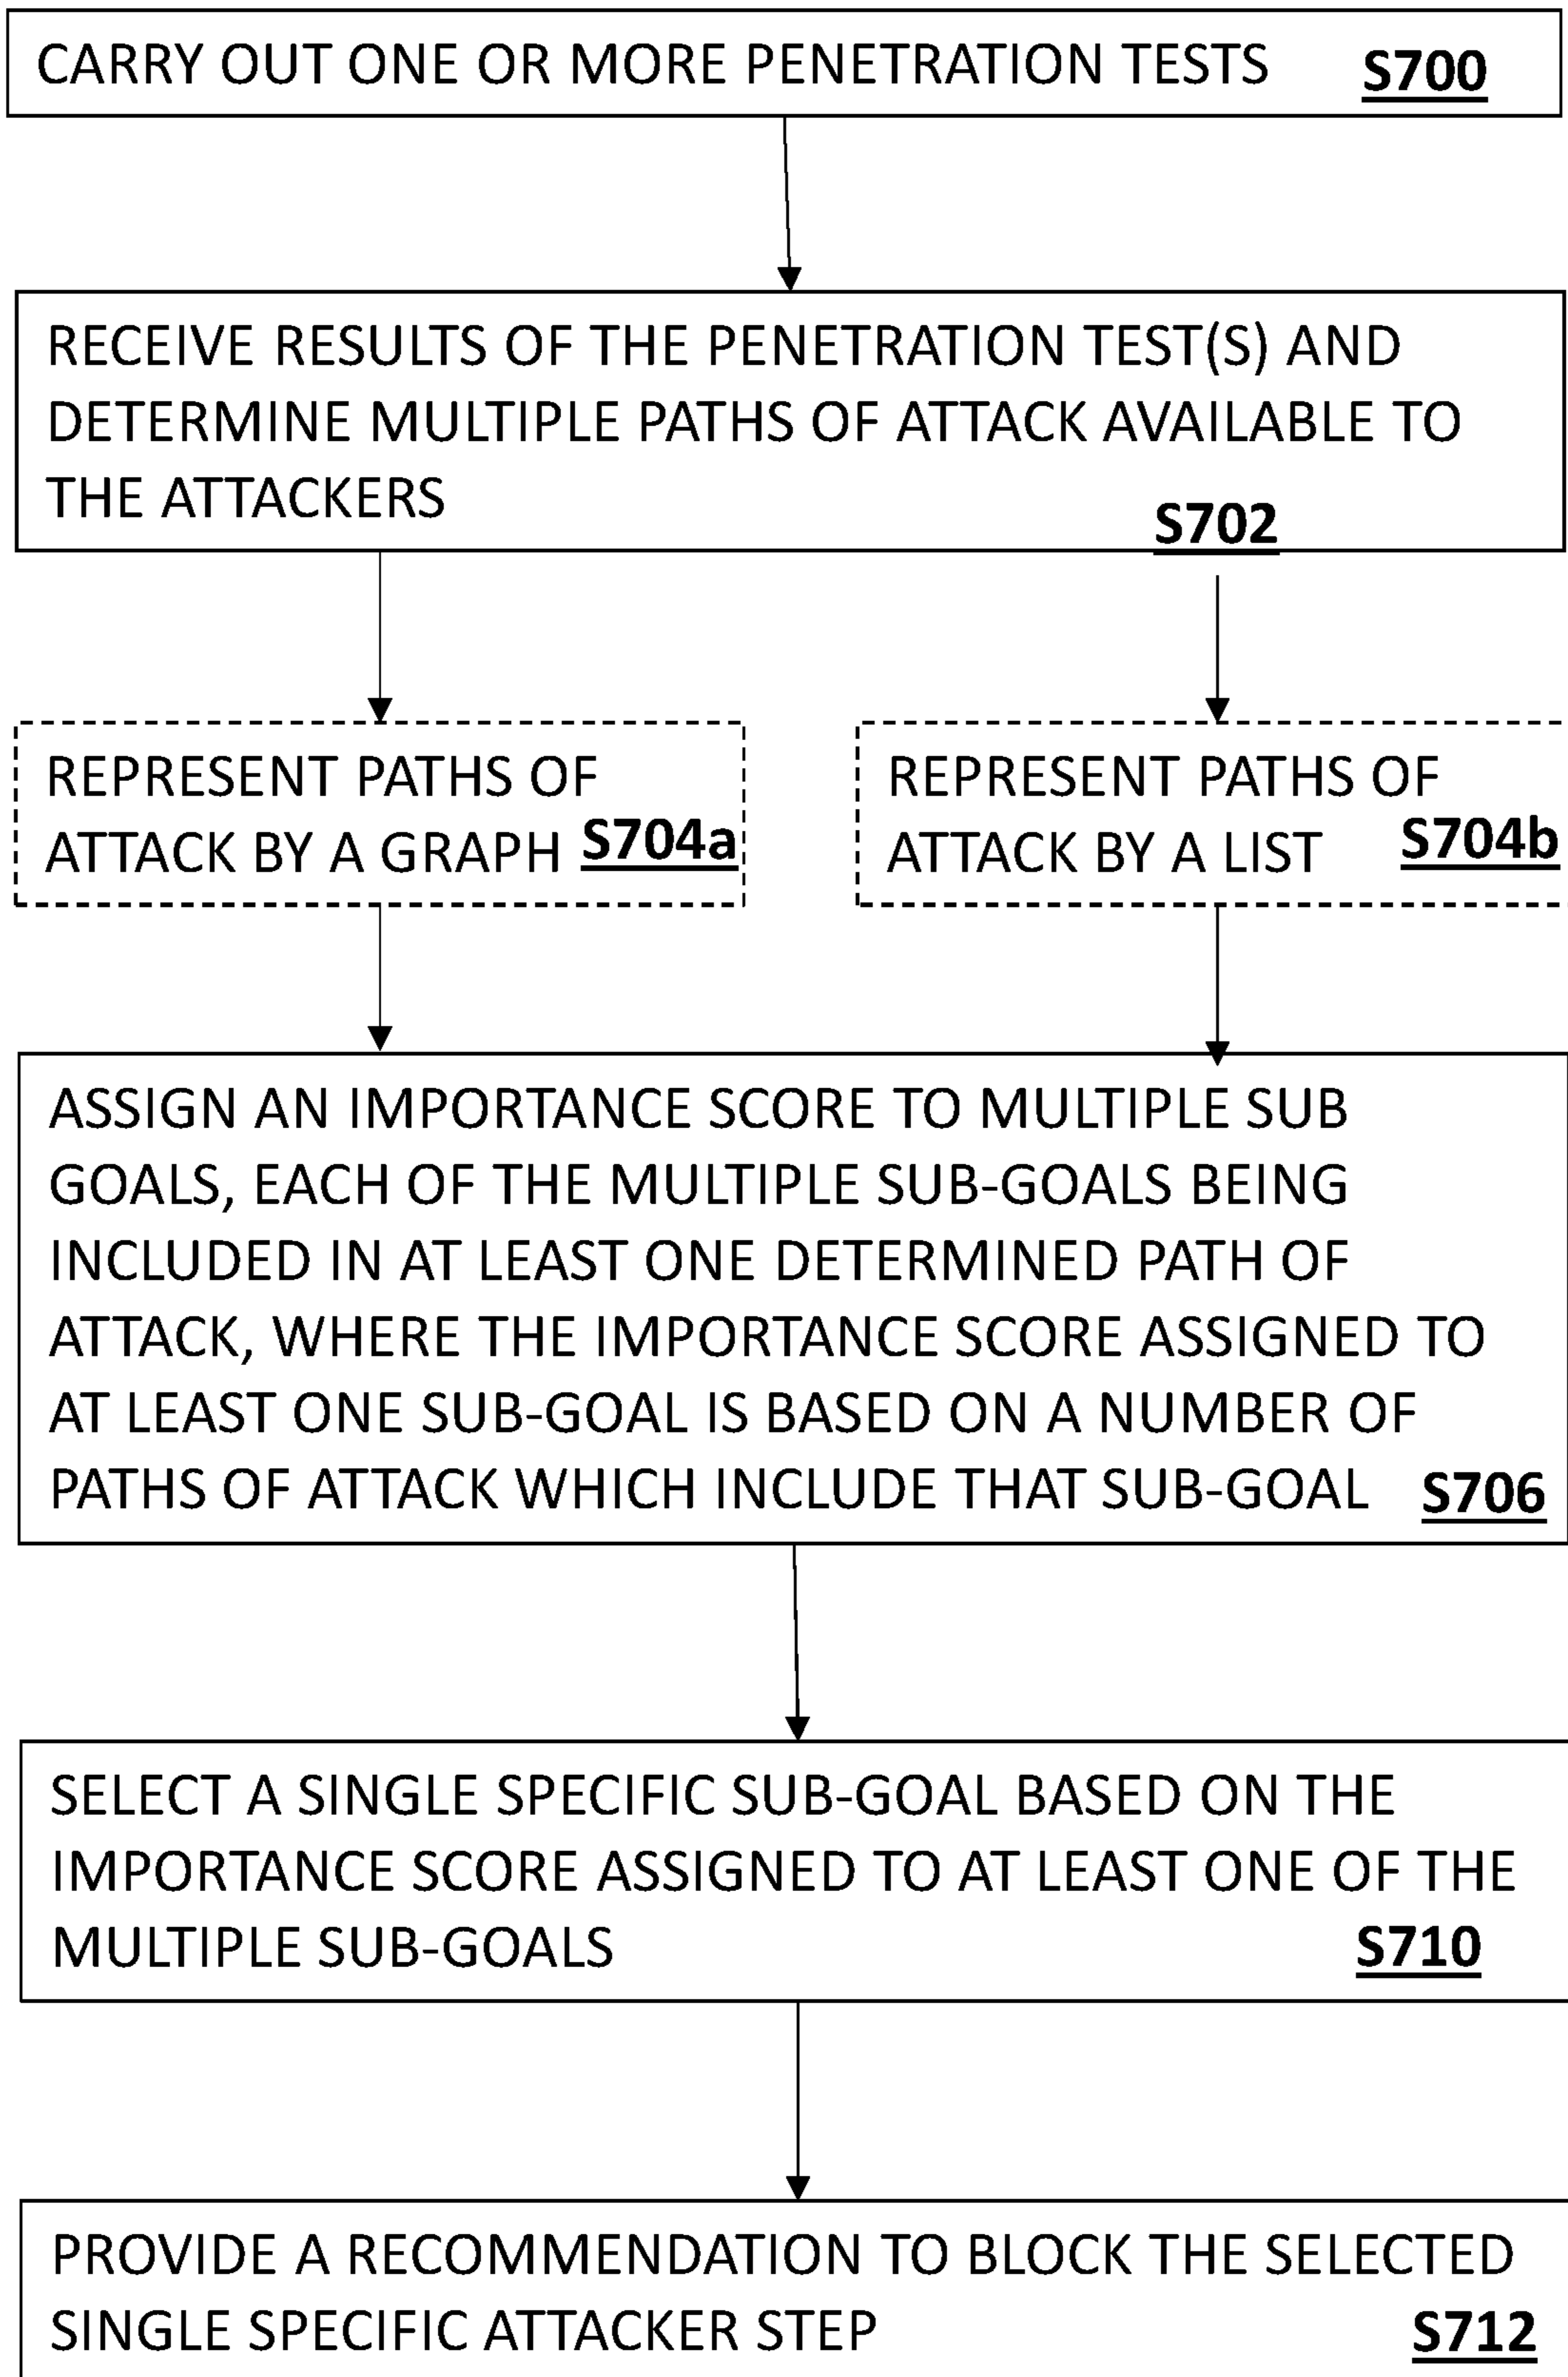 CARRY OUT ONE OR MORE PENETRATION TESTS S700
RECEIVE RESULTS OF THE PENETRATION TEST(S) AND
DETERMINE MULTIPLE PATHS OF ATTACK AVAILABLE TO
THE ATTACKERS
S702
REPRESENT PATHS OF
ATTACK BY A GRAPH S704a
REPRESENT PATHS OF
ATTACK BY A LIST S704b
ASSIGN AN IMPORTANCE SCORE TO MULTIPLE SUB
GOALS, EACH OF THE MULTIPLE SUB-GOALS BEING
INCLUDED IN AT LEAST ONE DETERMINED PATH OF
ATTACK, WHERE THE IMPORTANCE SCORE ASSIGNED TO
AT LEAST ONE SUB-GOAL IS BASED ON A NUMBER OF
PATHS OF ATTACK WHICH INCLUDE THAT SUB-GOAL S706
SELECT A SINGLE SPECIFIC SUB-GOAL BASED ON THE
IMPORTANCE SCORE ASSIGNED TO AT LEAST ONE OF THE
MULTIPLE SUB-GOALS S710
PROVIDE A RECOMMENDATION TO BLOCK THE SELECTED
SINGLE SPECIFIC ATTACKER STEP S712